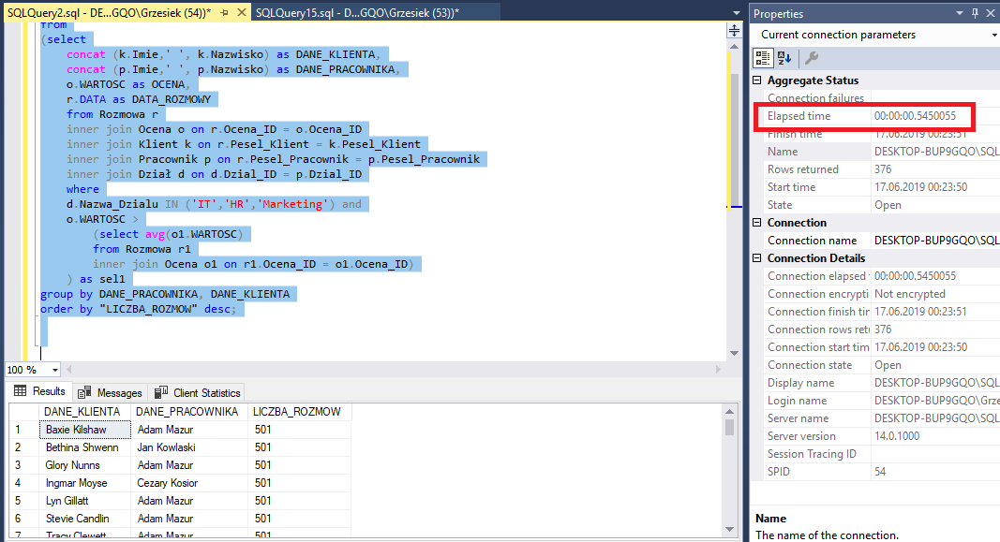 SQLQuery2.sql - DE...GQO\Grzesiek (54))*
SQLQuery15.sql - D...GQO\Grzesiek (53))*
from
(select
concat (k.Imie,' ', k.Nazwisko) as DANE_KLIENTA,
concat (p.Imie,' ', p.Nazwisko) as DANE_PRACOWNIKA,
o.WARTOSC as OCENA,
r.DATA as DATA_ROZMOWY
from Rozmowa r
inner join Ocena o on r.Ocena_ID = o.Ocena_ID
inner join Klient k on r.Pesel_Klient = k.Pesel_Klient
inner join Pracownik p on r.Pesel_Pracownik = p.Pesel_Pracownik
inner join Dział d on d.Dzial_ID = p.Dzial_ID
where
d.Nazwa_Dzialu IN ('IT','HR','Marketing') and
o.WARTOSC >
(select avg(o1.WARTOSC)
from Rozmowa r1
inner join Ocena o1 on r1.Ocena_ID = o1.Ocena_ID)
) as sel1
group by DANE_PRACOWNIKA, DANE_KLIENTA
order by "LICZBA_ROZMOW" desc;
100 %
Results Messages Client Statistics
DANE_KLIENTA DANE_PRACOWNIKA LICZBA_ROZMOW
1 Baxie Kilshaw Adam Mazur 501
2 Bethina Shwenn Jan Kowlaski 501
3 Glory Nunns Adam Mazur 501
4 Ingmar Moyse Cezary Kosior 501
5 Lyn Gillatt Adam Mazur 501
6 Stevie Candlin Adam Mazur 501
7 Tracy Clewett Adam Mazur 501
Properties
Current connection parameters
Aggregate Status
Connection failures
Elapsed time 00:00:00.5450055
Finish time 17.06.2019 00:23:51
Name DESKTOP-BUP9GQO\SQL
Rows returned 376
Start time 17.06.2019 00:23:50
State Open
Connection
Connection name DESKTOP-BUP9GQO\SQL
Connection Details
Connection elapsed 00:00:00.5450055
Connection encrypti Not encrypted
Connection finish tin 17.06.2019 00:23:51
Connection rows retu 376
Connection start tim 17.06.2019 00:23:50
Connection state Open
Display name DESKTOP-BUP9GQO\SQL
Login name DESKTOP-BUP9GQO\Grze
Server name DESKTOP-BUP9GQO\SQL
Server version 14.0.1000
Session Tracing ID
SPID 54
Name
The name of the connection.